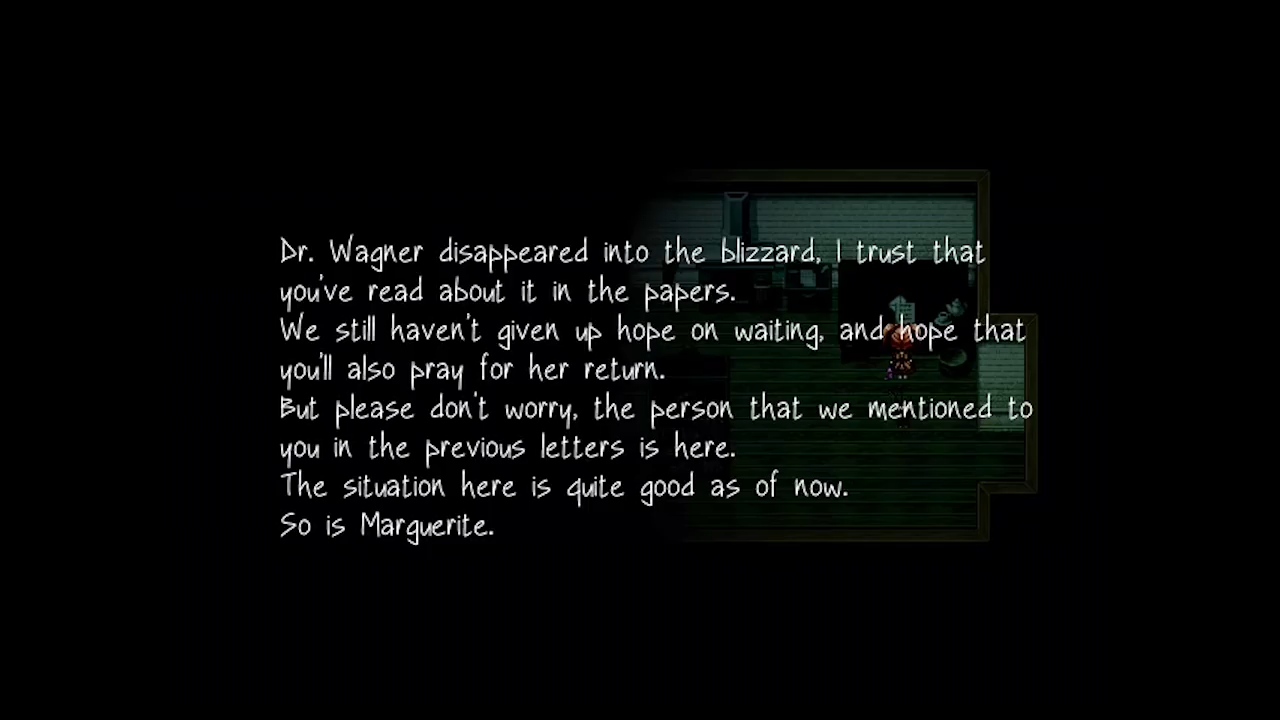 Dr. Wagner disappeared into the blizzard, I trust that
you've read about it in the papers.
We still haven't given up hope on waiting, and hope that
you'll also pray for her return.
But please don't worry, the person that we mentioned to
you in the previous letters is here.
The situation here is quite good as of now.
So is Marguerite.